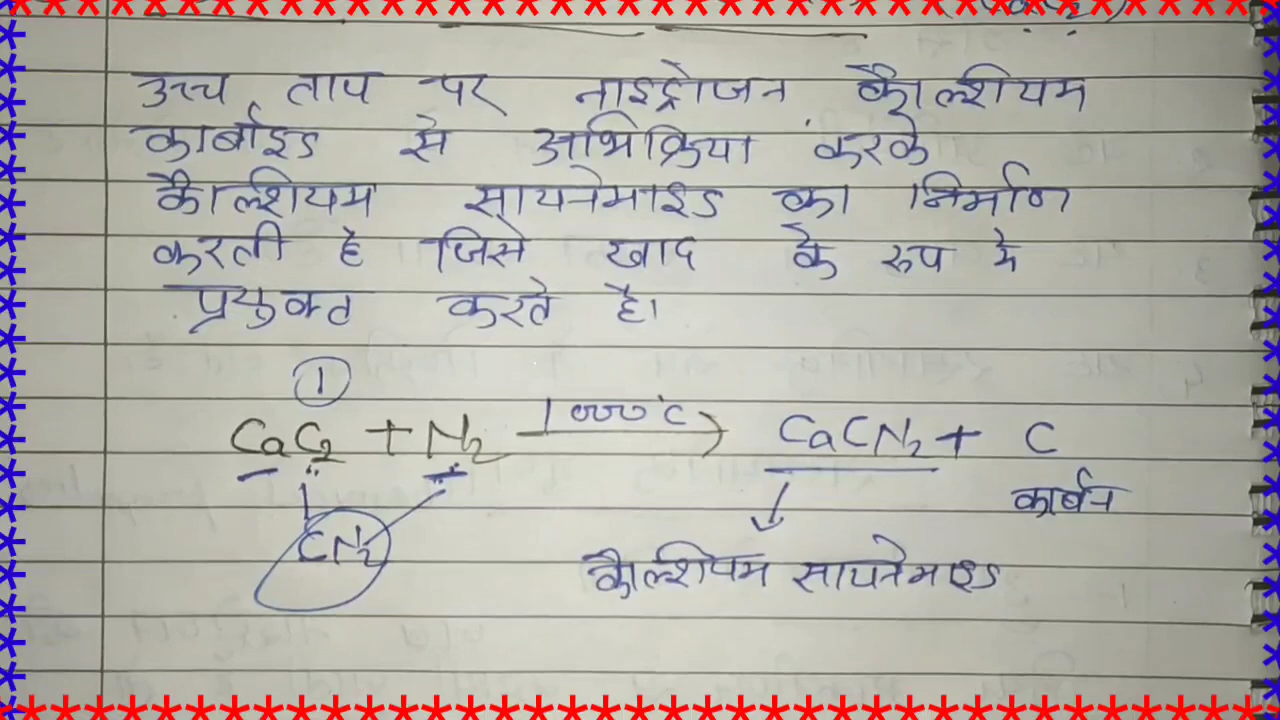 उच्च ताप पर नाइट्रोजन कैल्शियम
कार्बाइड से अभिक्रिया करके
कैल्शियम सायनेमाइड का निर्माण
करती है जिसे खाद के रुप मे
प्रयुक्त करते है।
1
CaC₂ + N₂ 1000°C → CaCN₂ + C
कार्बन
CN₂
कैल्शियम सायनेमाइड